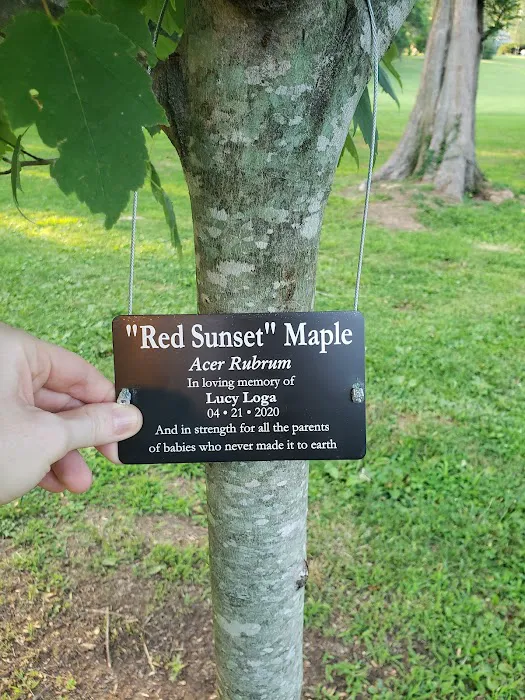 "Red Sunset" Maple
Acer Rubrum
In loving memory of
Lucy Loga
04 • 21 • 2020
And in strength for all the parents
of babies who never made it to earth